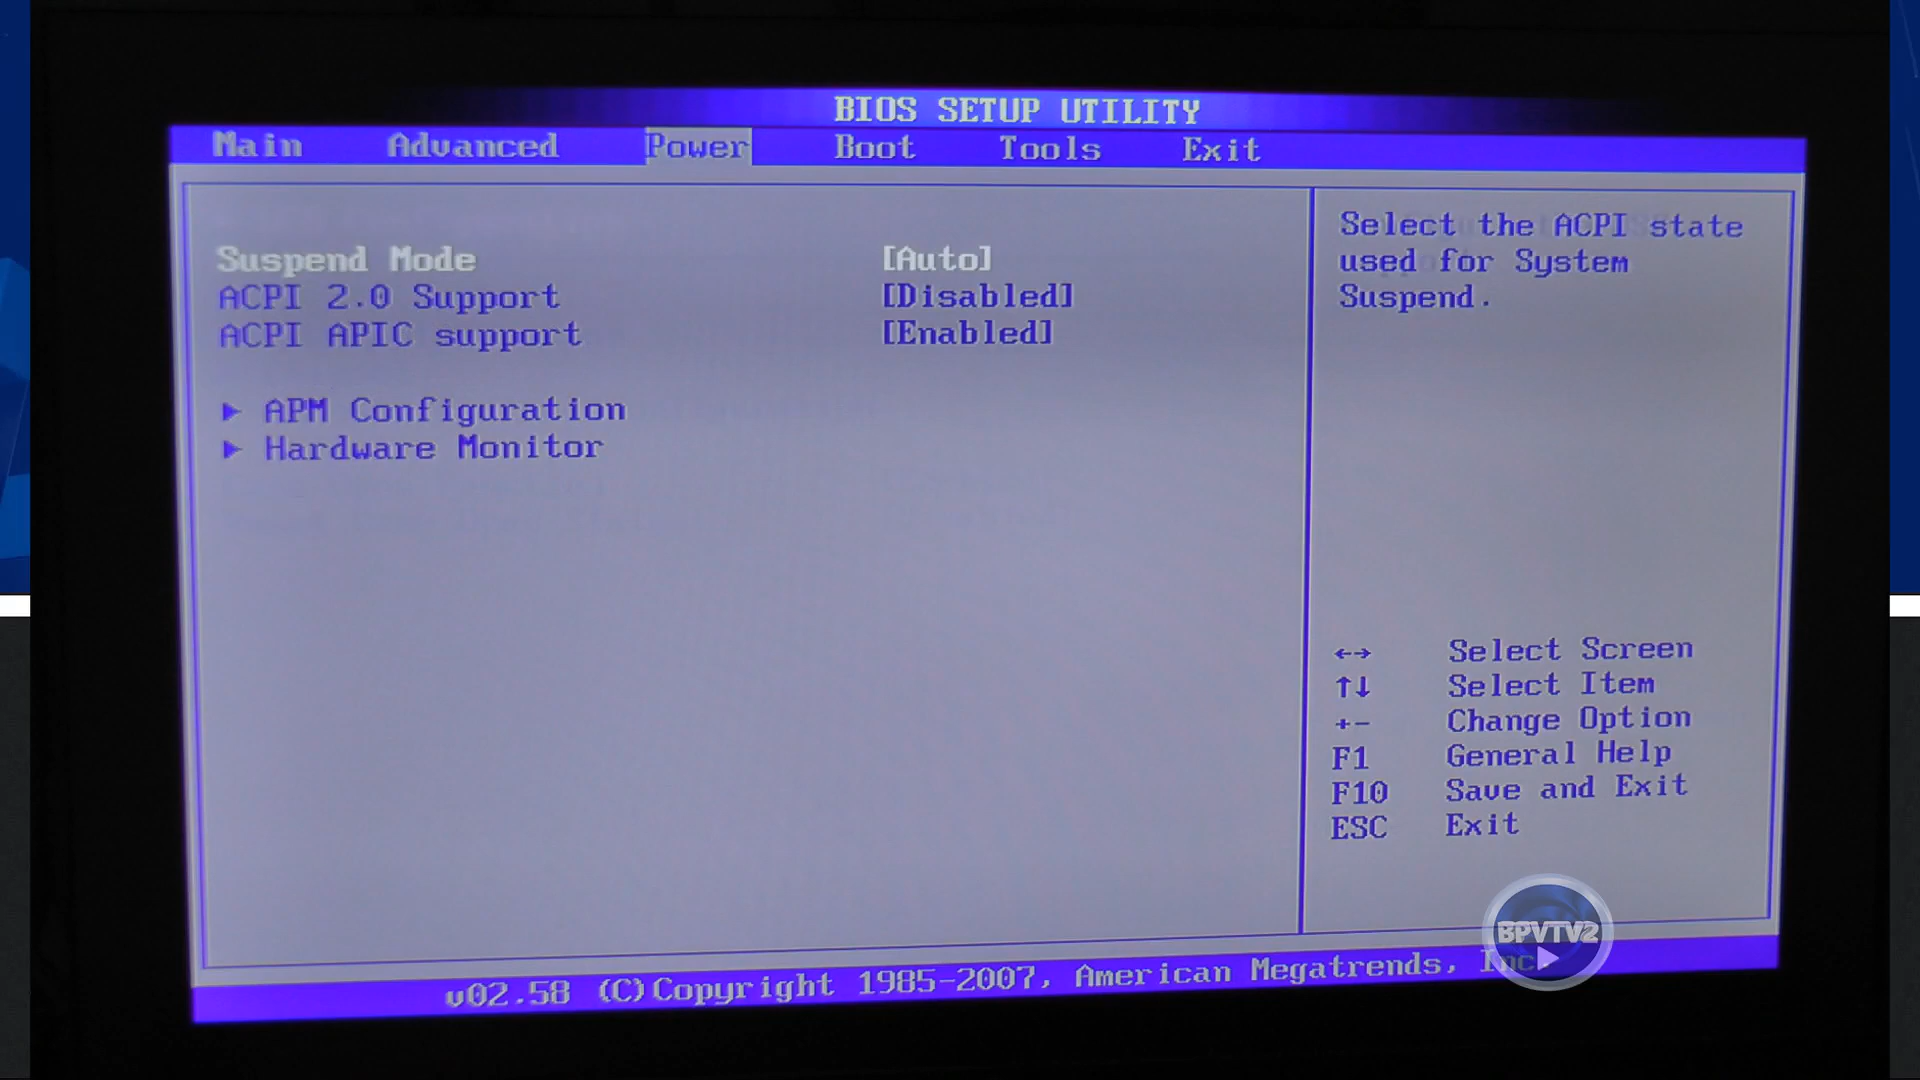 BIOS SETUP UTILITY
Main Advanced Power Boot Tools Exit
Suspend Mode [Auto]
ACPI 2.0 Support [Disabled]
ACPI APIC support [Enabled]
▶ APM Configuration
▶ Hardware Monitor
Select the ACPI state
used for System
Suspend.
←→ Select Screen
↑↓ Select Item
+- Change Option
F1 General Help
F10 Save and Exit
ESC Exit
v02.58 (C)Copyright 1985-2007, American Megatrends, Inc.
BPVTV2